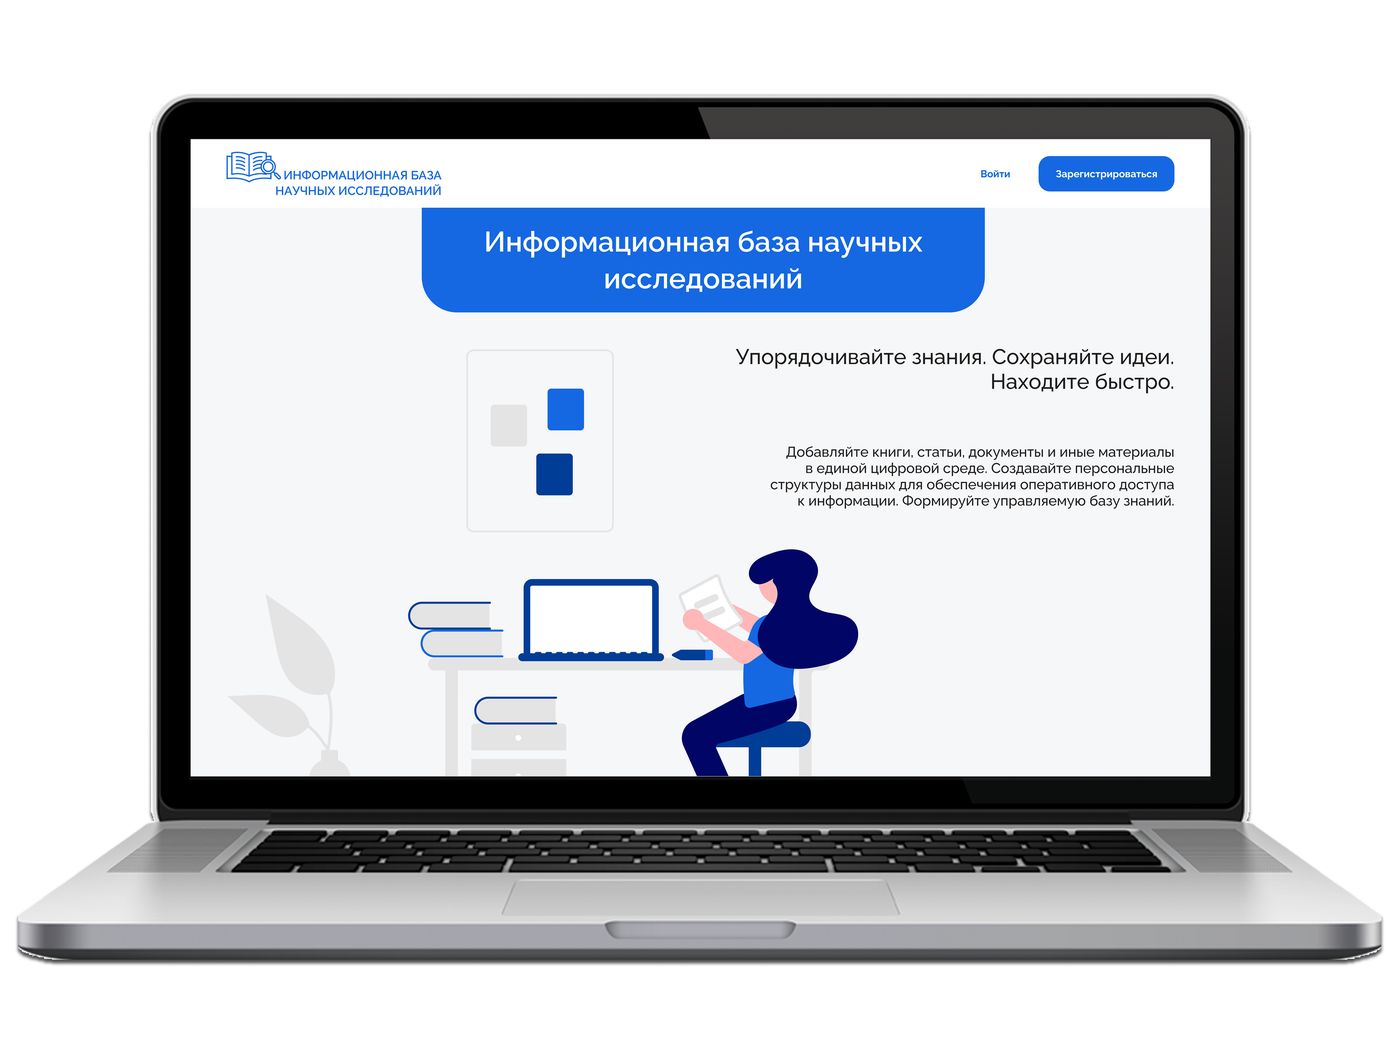 ИНФОРМАЦИОННАЯ БАЗА
НАУЧНЫХ ИССЛЕДОВАНИЙ
Войти
Зарегистрироваться
Информационная база научных
исследований
Упорядочивайте знания. Сохраняйте идеи.
Находите быстро.
Добавляйте книги, статьи, документы и иные материалы
в единой цифровой среде. Создавайте персональные
структуры данных для обеспечения оперативного доступа
к информации. Формируйте управляемую базу знаний.